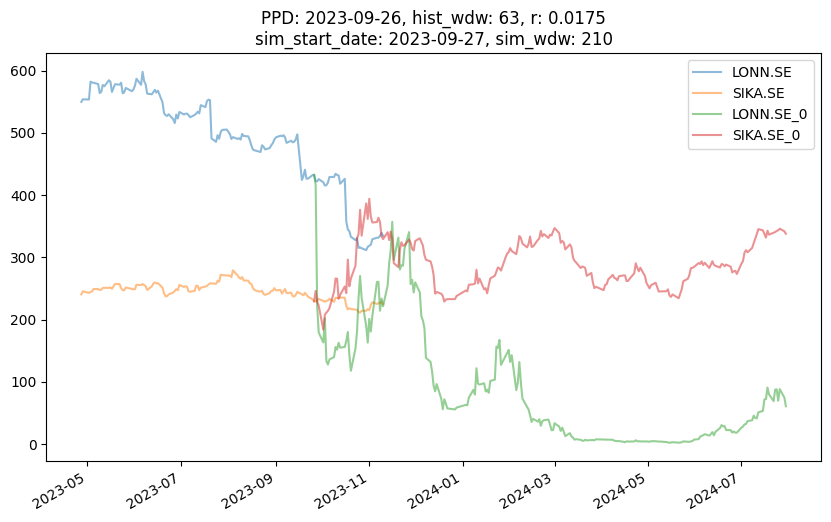 PPD: 2023-09-26, hist_wdw: 63, r: 0.0175
sim_start_date: 2023-09-27, sim_wdw: 210
LONN.SE
SIKA.SE
LONN.SE_0
SIKA.SE_0
600
500
400
300
200
100
0
2023-05
2023-07
2023-09
2023-11
2024-01
2024-03
2024-05
2024-07